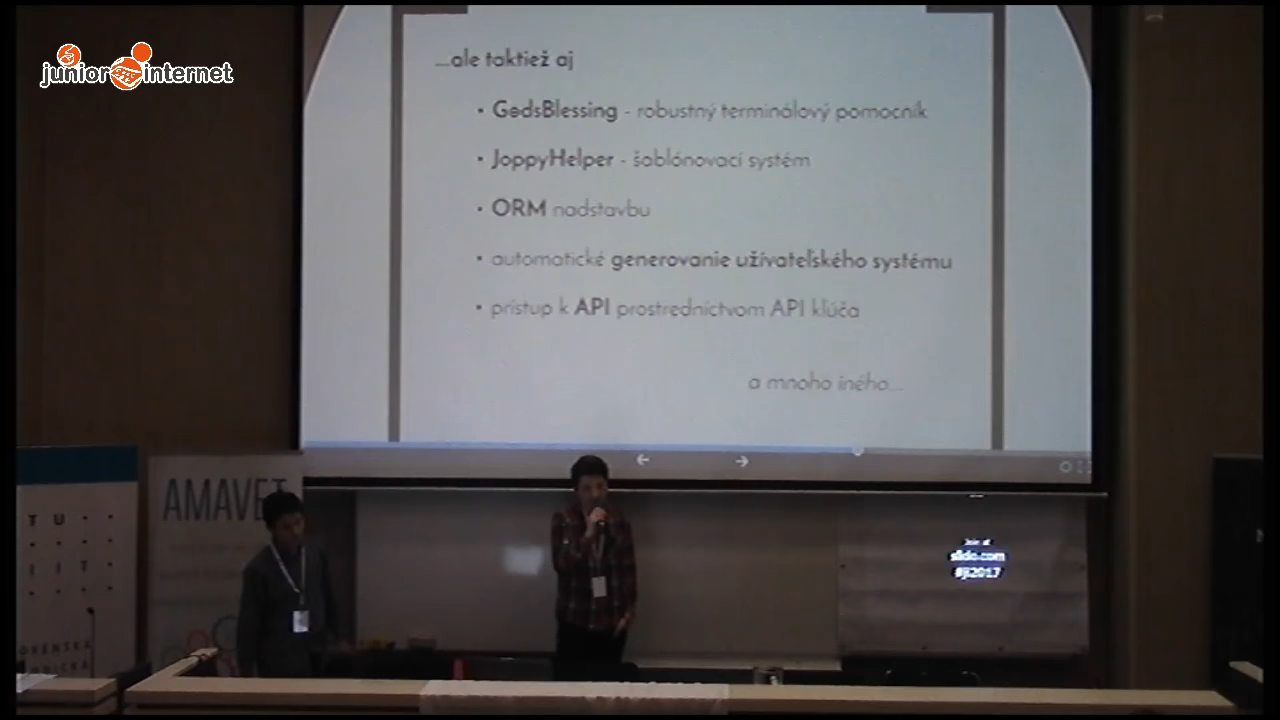 junior internet
...ale taktiež aj
• GodsBlessing - robustný terminálový pomocník
• JoppyHelper - šablónovací systém
• ORM nadstavbu
• automatické generovanie užívateľského systému
• prístup k API prostredníctvom API kľúča
a mnoho iného...
AMAVET
T U . .
I I T .
Join at
slido.com
#ji2017